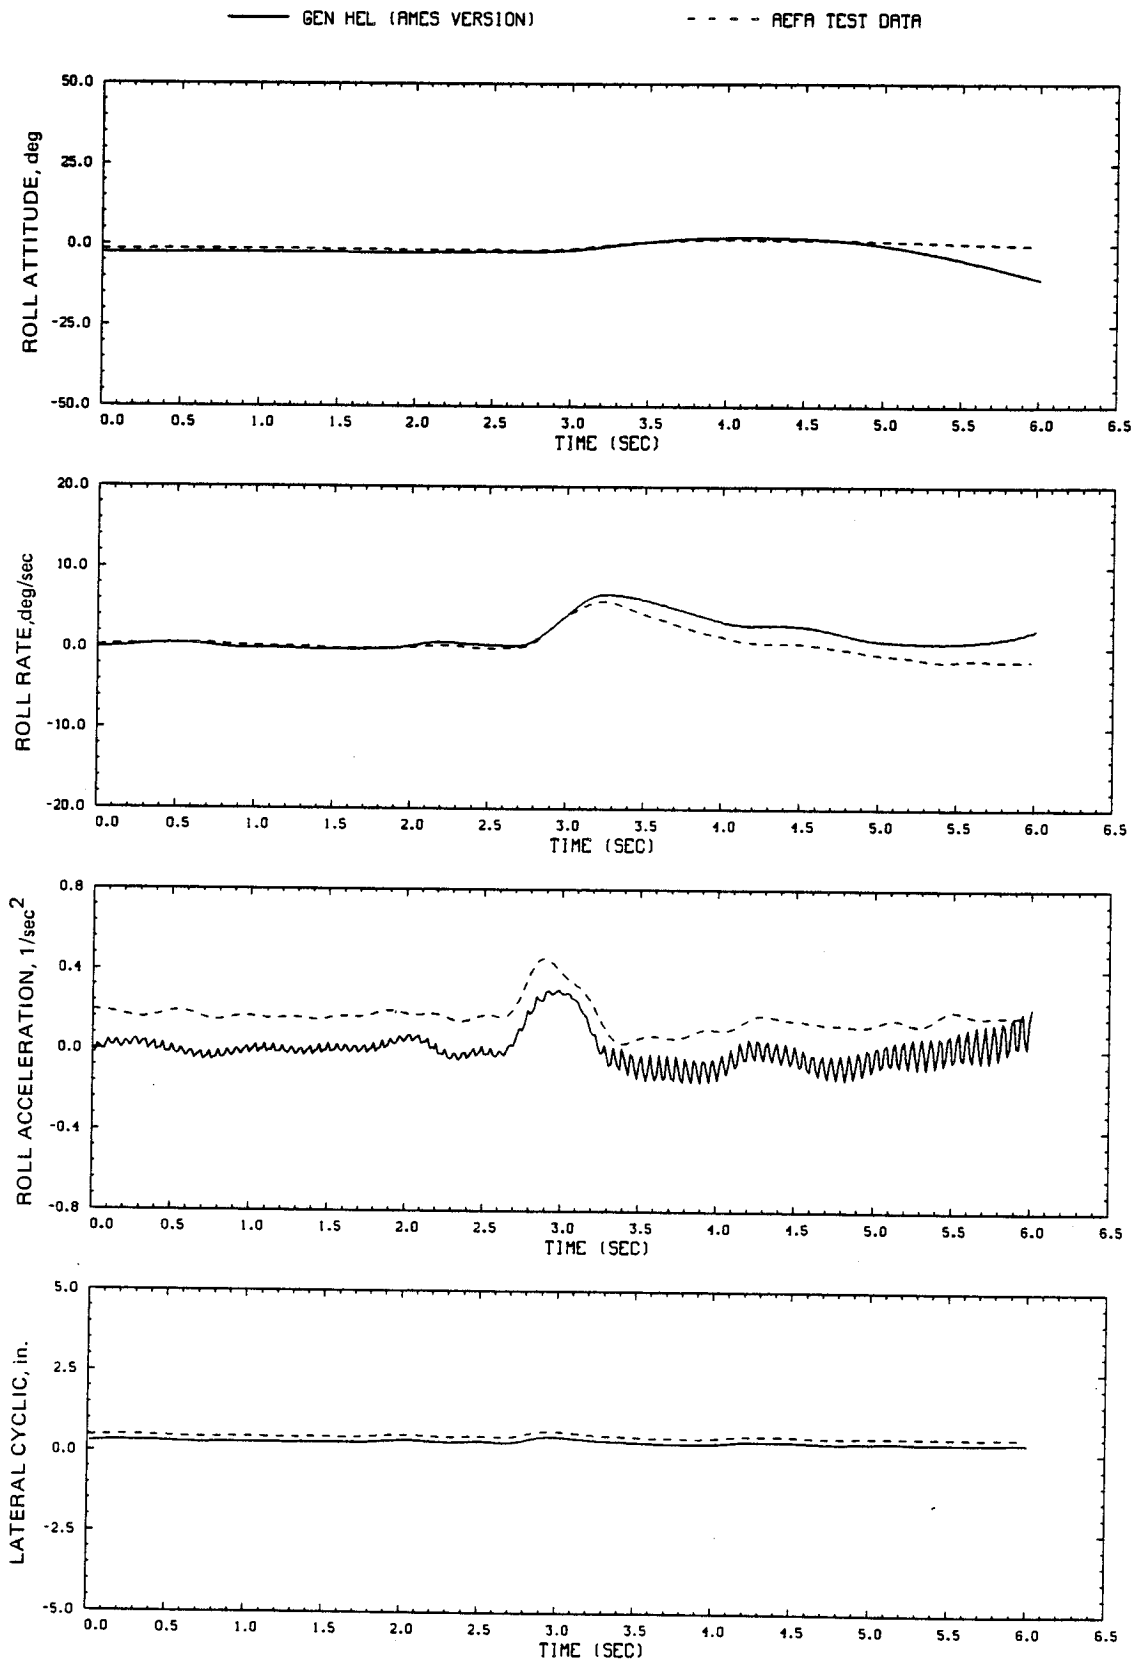 GEN HEL (AMES VERSION) AEFA TEST DATA
ROLL ATTITUDE, deg
50.0
25.0
0.0
-25.0
-50.0
0.0 0.5 1.0 1.5 2.0 2.5 3.0 3.5 4.0 4.5 5.0 5.5 6.0 6.5
TIME (SEC)
ROLL RATE, deg/sec
20.0
10.0
0.0
-10.0
-20.0
0.0 0.5 1.0 1.5 2.0 2.5 3.0 3.5 4.0 4.5 5.0 5.5 6.0 6.5
TIME (SEC)
ROLL ACCELERATION, 1/sec²
0.8
0.4
0.0
-0.4
-0.8
0.0 0.5 1.0 1.5 2.0 2.5 3.0 3.5 4.0 4.5 5.0 5.5 6.0 6.5
TIME (SEC)
LATERAL CYCLIC, in.
5.0
2.5
0.0
-2.5
-5.0
0.0 0.5 1.0 1.5 2.0 2.5 3.0 3.5 4.0 4.5 5.0 5.5 6.0 6.5
TIME (SEC)